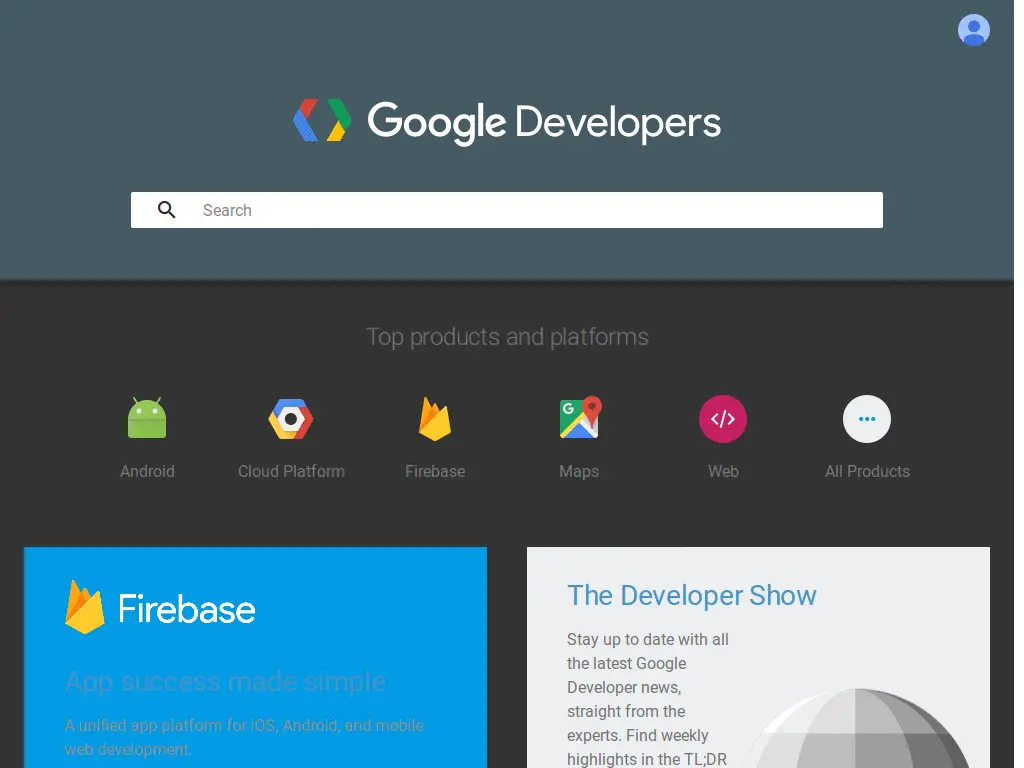 Google Developers
Search
Top products and platforms
G
Android
Cloud Platform
Firebase
Maps
Web
All Products
Firebase
App success made simple
A unified app platform for iOS, Android, and mobile
web development.
The Developer Show
Stay up to date with all
the latest Google
Developer news,
straight from the
experts. Find weekly
highlights in the TL;DR